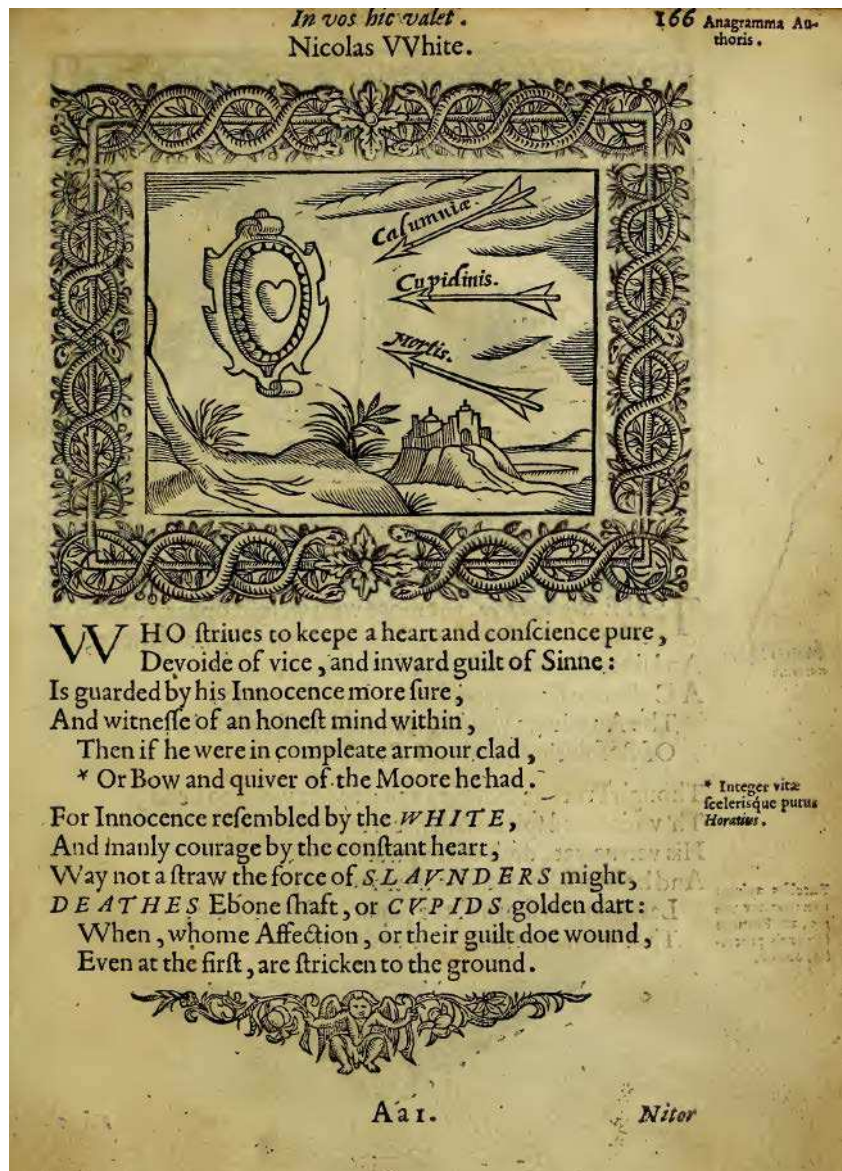 In vos hic valet.
166 Anagramma Au-
thoris.
Nicolas VVhite.
Calumniæ.
Cupidinis.
Mortis.
VVHO ſtriues to keepe a heart and conſcience pure,
Devoide of vice, and inward guilt of Sinne:
Is guarded by his Innocence more ſure,
And witneſſe of an honeſt mind within,
Then if he were in compleate armour clad,
* Or Bow and quiver of the Moore he had.
* Integer vitæ
ſcelerisque purus
Horatius.
For Innocence reſembled by the WHITE,
And manly courage by the conſtant heart,
Way not a ſtraw the force of SLAVNDERS might,
DEATHES Ebone ſhaft, or CVPIDS golden dart:
When, whome Affection, or their guilt doe wound,
Even at the firſt, are ſtricken to the ground.
Aa1.
Nitor